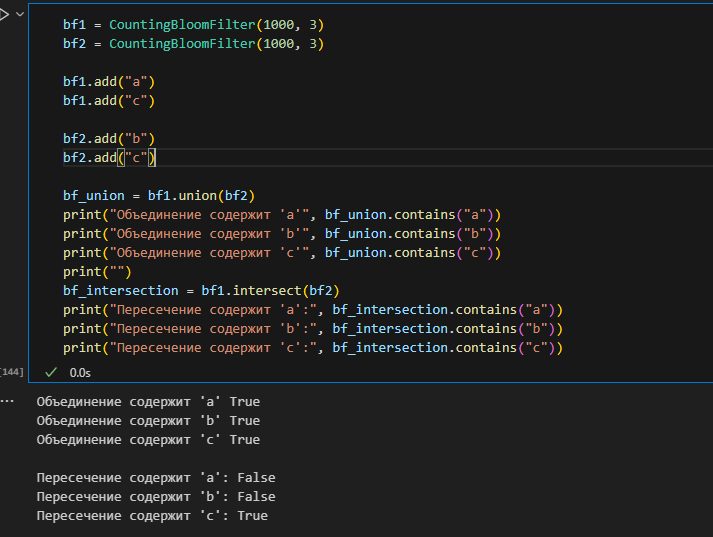 bf1 = CountingBloomFilter(1000, 3)
bf2 = CountingBloomFilter(1000, 3)

bf1.add("a")
bf1.add("c")

bf2.add("b")
bf2.add("c")

bf_union = bf1.union(bf2)
print("Объединение содержит 'a'", bf_union.contains("a"))
print("Объединение содержит 'b'", bf_union.contains("b"))
print("Объединение содержит 'c'", bf_union.contains("c"))
print("")
bf_intersection = bf1.intersect(bf2)
print("Пересечение содержит 'a':", bf_intersection.contains("a"))
print("Пересечение содержит 'b':", bf_intersection.contains("b"))
print("Пересечение содержит 'c':", bf_intersection.contains("c"))
[144] 0.0s
... Объединение содержит 'a' True
Объединение содержит 'b' True
Объединение содержит 'c' True

Пересечение содержит 'a': False
Пересечение содержит 'b': False
Пересечение содержит 'c': True